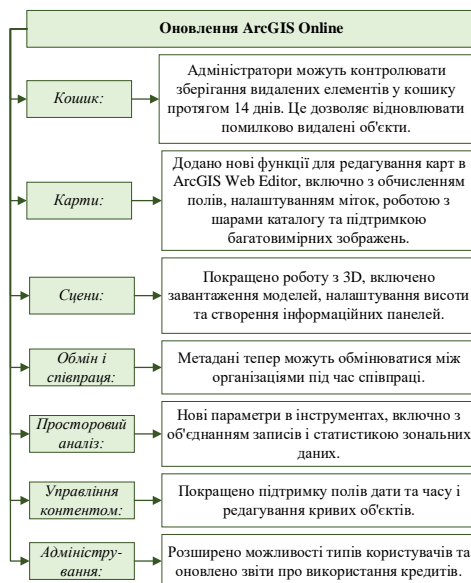 Оновлення ArcGIS Online
Кошик:
Адміністратори можуть контролювати
зберігання видалених елементів у кошику
протягом 14 днів. Це дозволяє відновлювати
помилково видалені об'єкти.
Карти:
Додано нові функції для редагування карт в
ArcGIS Web Editor, включно з обчисленням
полів, налаштуванням міток, роботою з
шарами каталогу та підтримкою
багатовимірних зображень.
Сцени:
Покращено роботу з 3D, включено
завантаження моделей, налаштування висоти
та створення інформаційних панелей.
Обмін і
співпраця:
Метадані тепер можуть обмінюватися між
організаціями під час співпраці.
Просторовий
аналіз:
Нові параметри в інструментах, включно з
об'єднанням записів і статистикою зональних
даних.
Управління
контентом:
Покращено підтримку полів дати та часу і
редагування кривих об'єктів.
Адміністру-
вання:
Розширено можливості типів користувачів та
оновлено звіти про використання кредитів.